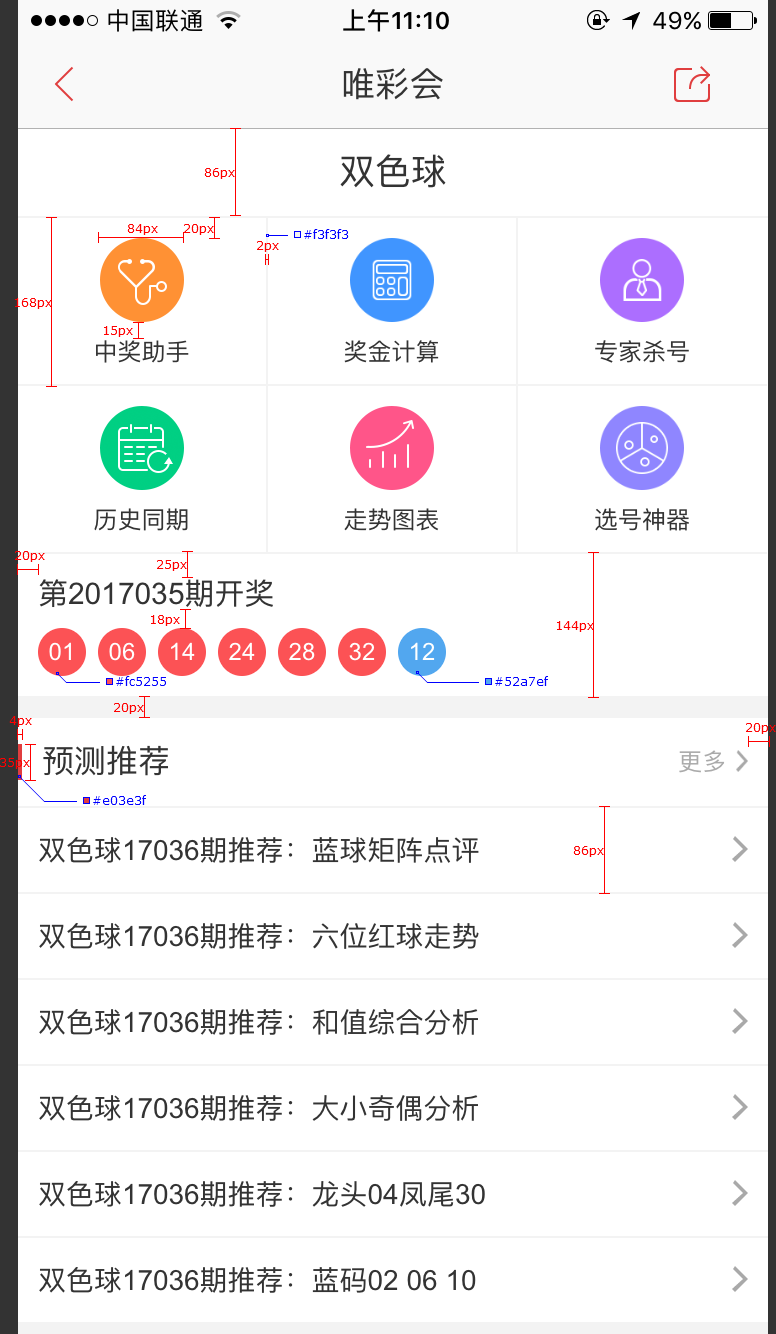 中国联通 上午11:10 49%
唯彩会
86px 双色球
84px 20px #f3f3f3
2px
168px
15px
中奖助手 奖金计算 专家杀号
历史同期 走势图表 选号神器
20px 25px
第2017035期开奖
18px 144px
01 06 14 24 28 32 12
#fc5255 #52a7ef
20px
4px 20px
35px 预测推荐 更多
#e03e3f
双色球17036期推荐：蓝球矩阵点评 86px
双色球17036期推荐：六位红球走势
双色球17036期推荐：和值综合分析
双色球17036期推荐：大小奇偶分析
双色球17036期推荐：龙头04凤尾30
双色球17036期推荐：蓝码02 06 10